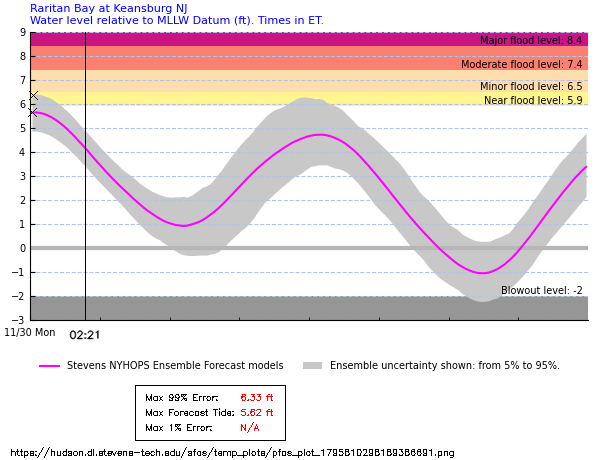 Raritan Bay at Keansburg NJ
Water level relative to MLLW Datum (ft). Times in ET.
9
Major flood level: 8.4
8
Moderate flood level: 7.4
7
Minor flood level: 6.5
Near flood level: 5.9
6
5
4
3
2
1
0
−1
Blowout level: -2
−2
−3
11/30 Mon 02:21
Stevens NYHOPS Ensemble Forecast models
Ensemble uncertainty shown: from 5% to 95%.
Max 99% Error: 6.33 ft
Max Forecast Tide: 5.62 ft
Max 1% Error: N/A
https://hudson.dl.stevens-tech.edu/sfas/temp_plots/pfas_plot_1795810298189386691.png